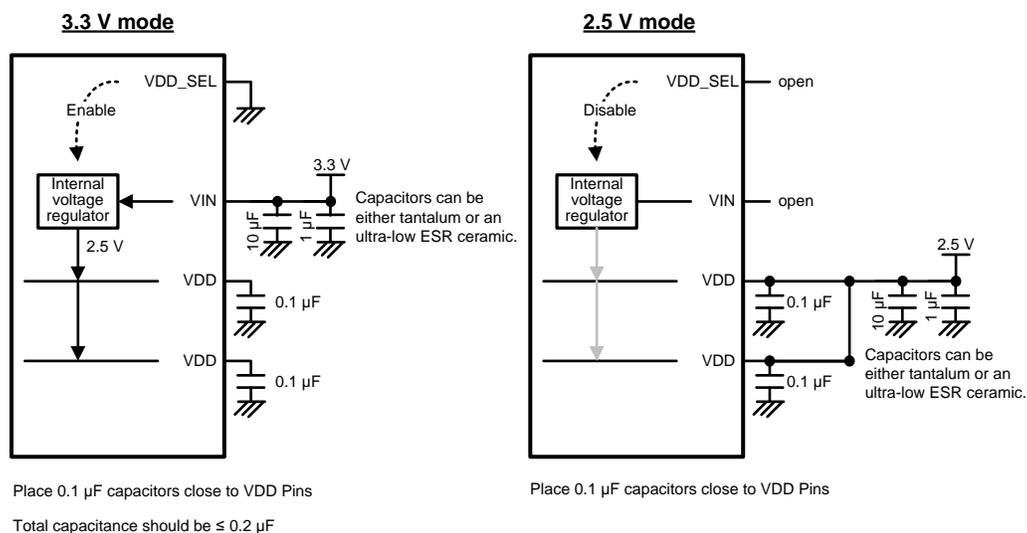 3.3 V mode
VDD_SEL
Enable
Internal
voltage
regulator
3.3 V
VIN
10 µF
1 µF
Capacitors can be
either tantalum or an
ultra-low ESR ceramic.
2.5 V
VDD
0.1 µF
VDD
0.1 µF
Place 0.1 µF capacitors close to VDD Pins
Total capacitance should be ≤ 0.2 µF
2.5 V mode
VDD_SEL
open
Disable
Internal
voltage
regulator
VIN
open
2.5 V
VDD
0.1 µF
10 µF
1 µF
VDD
0.1 µF
Capacitors can be
either tantalum or an
ultra-low ESR ceramic.
Place 0.1 µF capacitors close to VDD Pins